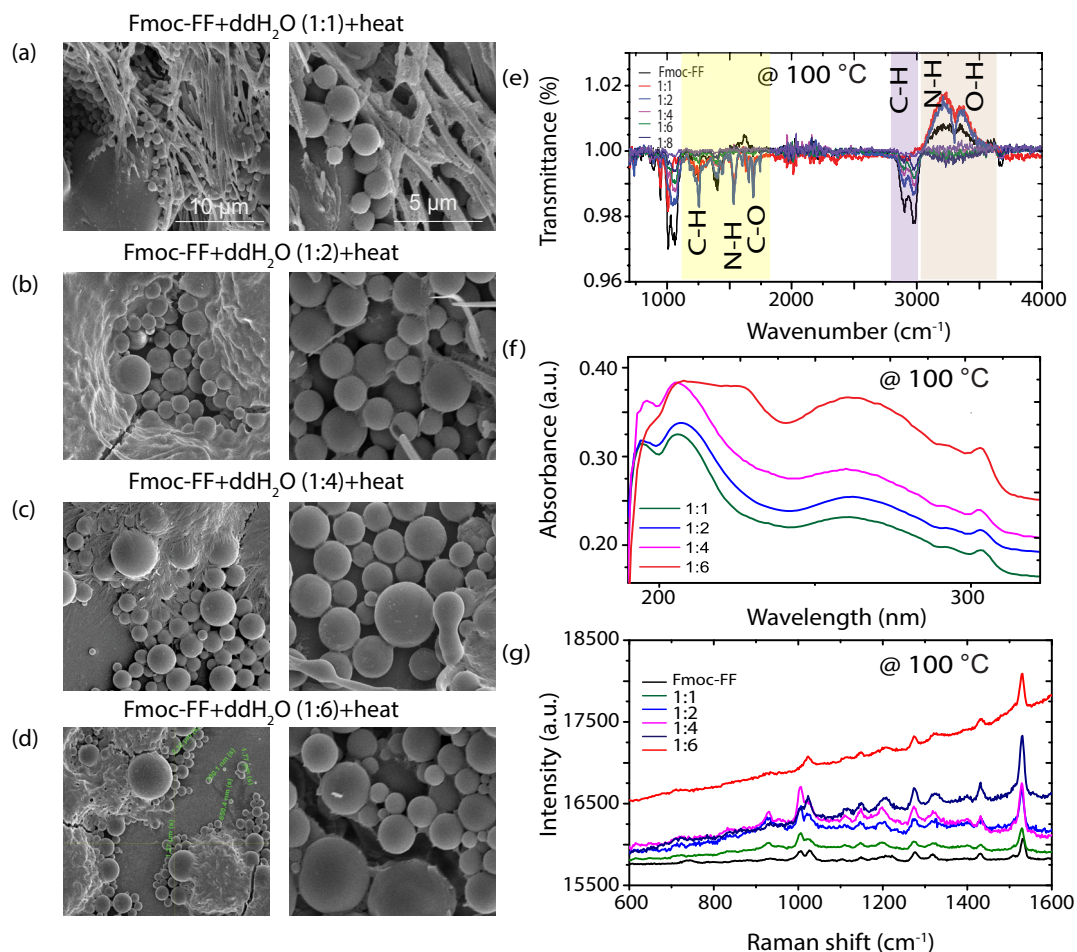 Fmoc-FF+ddH₂O (1:1)+heat
(a)
10 µm
5 µm
Fmoc-FF+ddH₂O (1:2)+heat
(b)
Fmoc-FF+ddH₂O (1:4)+heat
(c)
Fmoc-FF+ddH₂O (1:6)+heat
(d)
(e)
@ 100 °C
Fmoc-FF
1:1
1:2
1:4
1:6
1:8
C-H
N-H
C-O
C-H
N-H
O-H
1.02
1.00
0.98
0.96
Transmittance (%)
1000 2000 3000 4000
Wavenumber (cm⁻¹)
(f)
@ 100 °C
0.40
0.30
0.20
Absorbance (a.u.)
1:1
1:2
1:4
1:6
200 300
Wavelength (nm)
(g)
@ 100 °C
18500
17500
16500
15500
Intensity (a.u.)
Fmoc-FF
1:1
1:2
1:4
1:6
600 800 1000 1200 1400 1600
Raman shift (cm⁻¹)